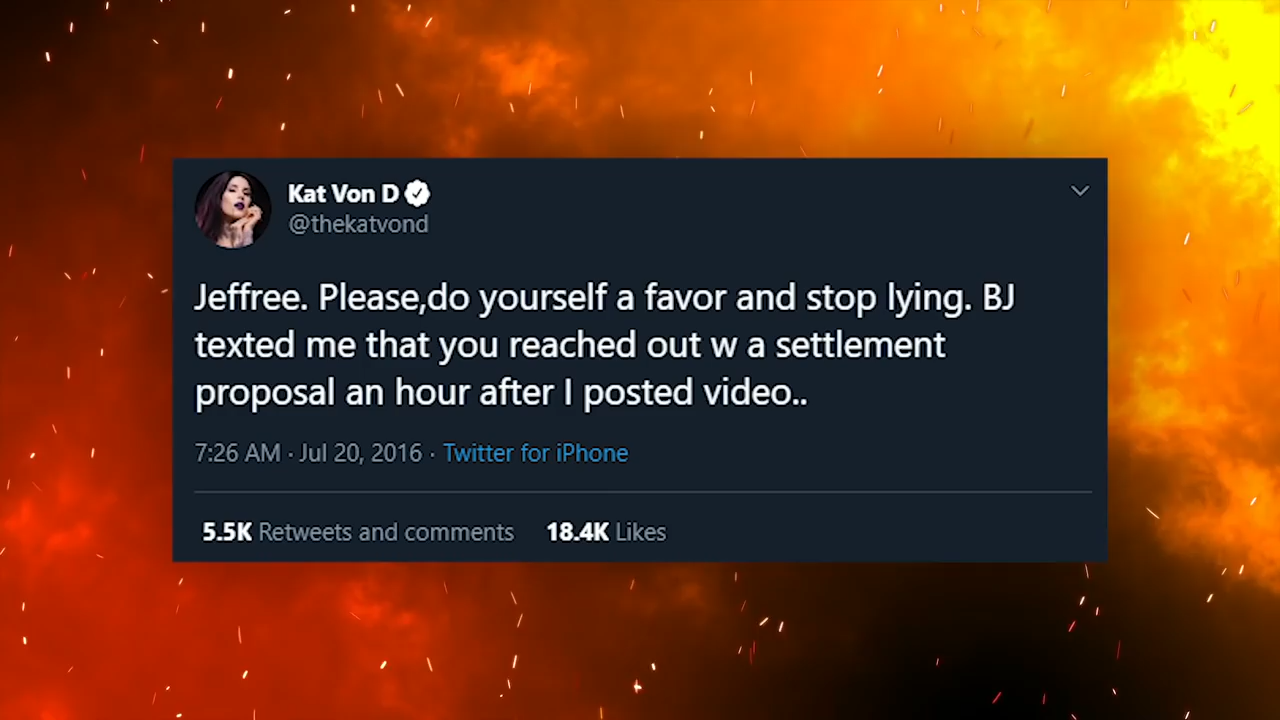 Kat Von D
@thekatvond
Jeffree. Please,do yourself a favor and stop lying. BJ
texted me that you reached out w a settlement
proposal an hour after I posted video..
7:26 AM · Jul 20, 2016 · Twitter for iPhone
5.5K Retweets and comments 18.4K Likes